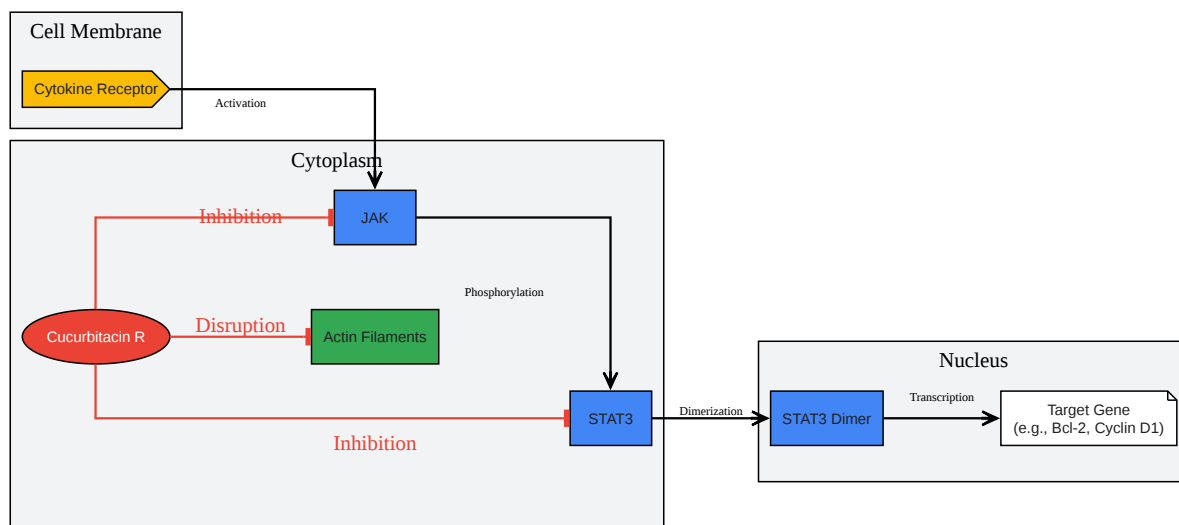 Cell Membrane
Cytokine Receptor
Activation
Cytoplasm
Inhibition
JAK
Phosphorylation
Cucurbitacin R
Disruption
Actin Filaments
Inhibition
STAT3
Dimerization
Nucleus
STAT3 Dimer
Transcription
Target Gene
(e.g., Bcl-2, Cyclin D1)